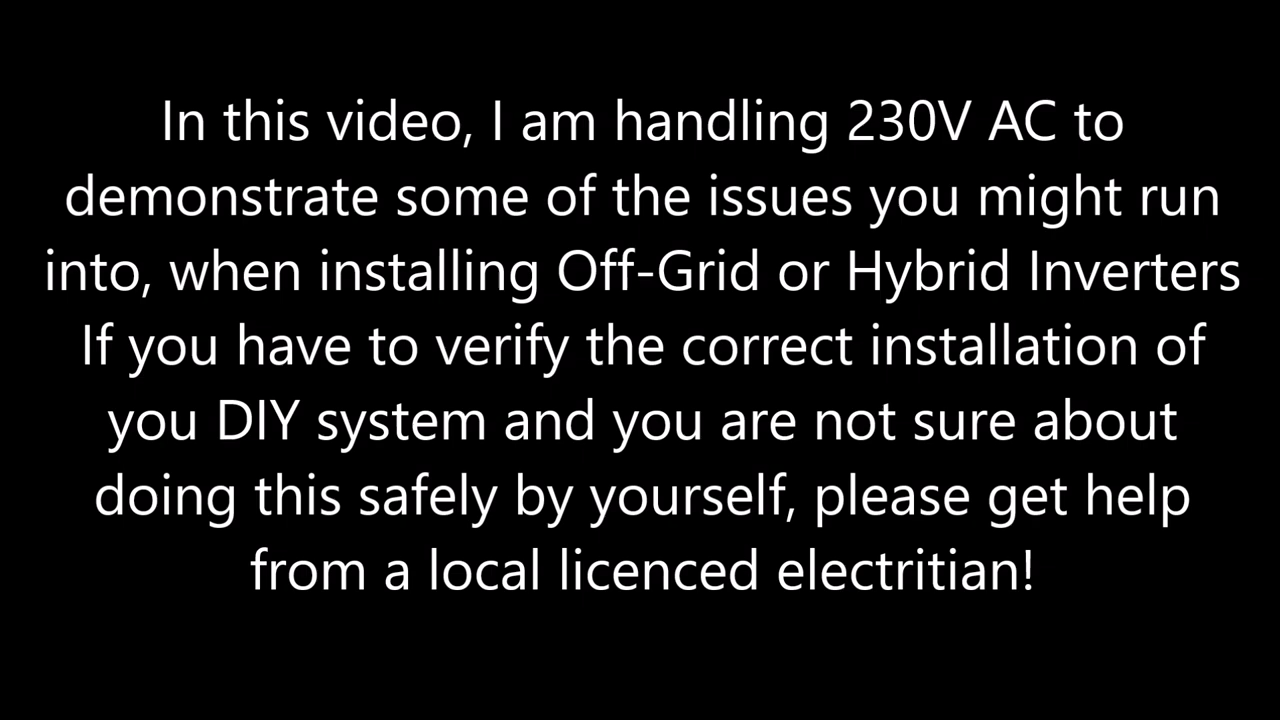 In this video, I am handling 230V AC to
demonstrate some of the issues you might run
into, when installing Off-Grid or Hybrid Inverters
If you have to verify the correct installation of
you DIY system and you are not sure about
doing this safely by yourself, please get help
from a local licenced electritian!